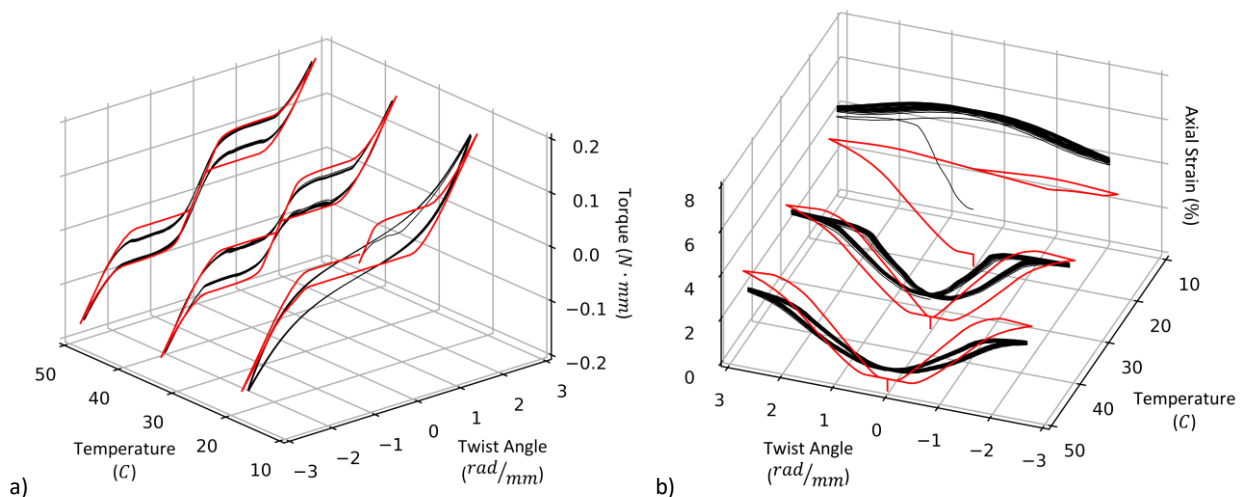 a)
0.2
0.1
0.0
−0.1
−0.2
Torque (N · mm)
50
40
30
20
10
Temperature
(C)
−3
−2
−1
0
1
2
3
Twist Angle
(rad/mm)
b)
8
6
4
2
0
Axial Strain (%)
3
2
1
0
−1
−2
−3
Twist Angle
(rad/mm)
10
20
30
40
50
Temperature
(C)